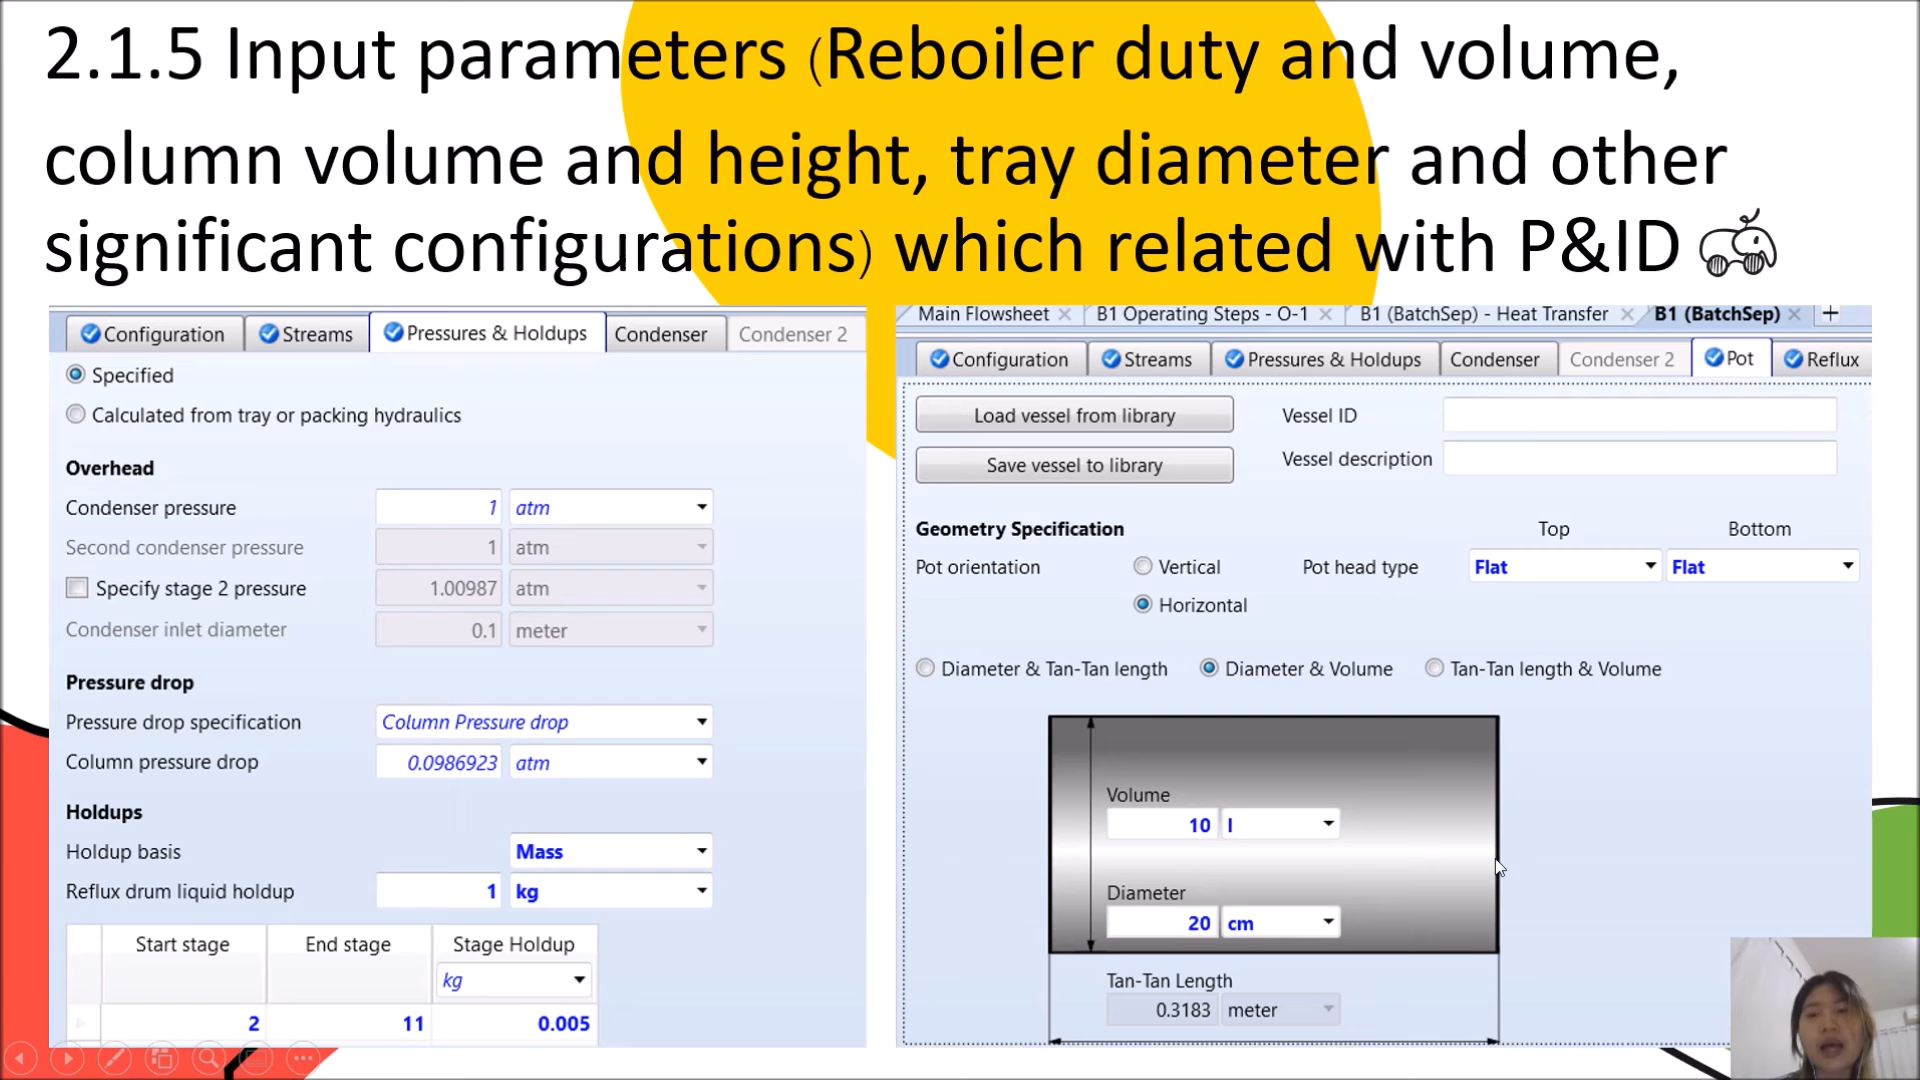 2.1.5 Input parameters (Reboiler duty and volume,
column volume and height, tray diameter and other
significant configurations) which related with P&ID
Configuration Streams Pressures & Holdups Condenser Condenser 2
Specified
Calculated from tray or packing hydraulics
Overhead
Condenser pressure 1 atm
Second condenser pressure 1 atm
Specify stage 2 pressure 1.00987 atm
Condenser inlet diameter 0.1 meter
Pressure drop
Pressure drop specification Column Pressure drop
Column pressure drop 0.0986923 atm
Holdups
Holdup basis Mass
Reflux drum liquid holdup 1 kg
Start stage End stage Stage Holdup
kg
2 11 0.005
Main Flowsheet B1 Operating Steps - O-1 B1 (BatchSep) - Heat Transfer B1 (BatchSep) +
Configuration Streams Pressures & Holdups Condenser Condenser 2 Pot Reflux
Load vessel from library Vessel ID
Save vessel to library Vessel description
Geometry Specification Top Bottom
Pot orientation Vertical Pot head type Flat Flat
Horizontal
Diameter & Tan-Tan length Diameter & Volume Tan-Tan length & Volume
Volume
10 l
Diameter
20 cm
Tan-Tan Length
0.3183 meter